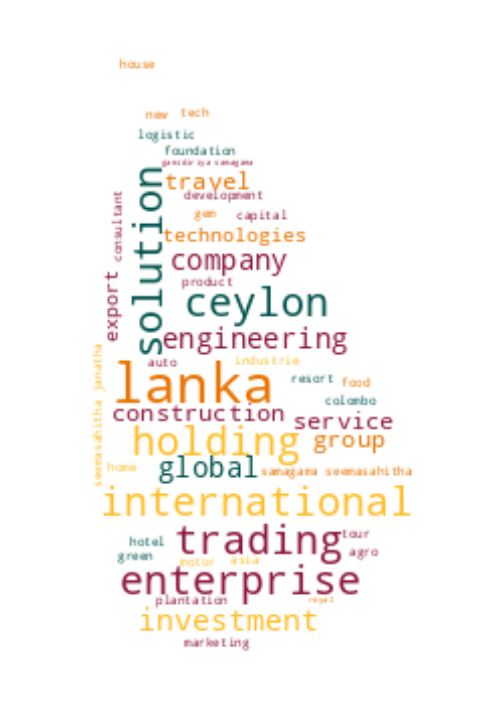 house
new tech
logistic
foundation
gamidiriya samagama
travel
development
consultant
solution
gem capital
technologies
company
product
export
ceylon
engineering
auto industrie
lanka
resort food
colombo
seemasahitha janatha
construction service
holding group
home global samagama seemasahitha
international
trading tour
hotel agro
green
motor asia
enterprise
plantation royal
investment
marketing